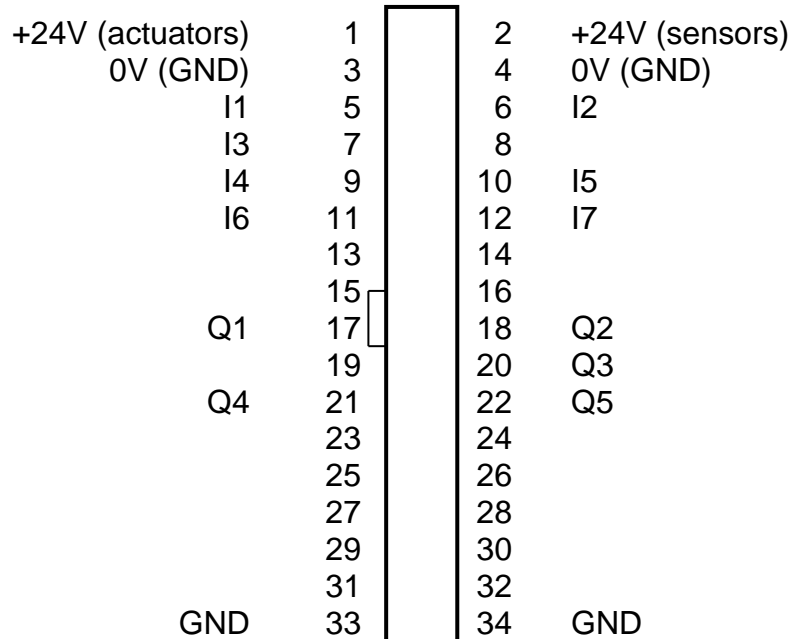 +24V (actuators) 1 2 +24V (sensors)
0V (GND) 3 4 0V (GND)
I1 5 6 I2
I3 7 8
I4 9 10 I5
I6 11 12 I7
13 14
15 16
Q1 17 18 Q2
19 20 Q3
Q4 21 22 Q5
23 24
25 26
27 28
29 30
31 32
GND 33 34 GND